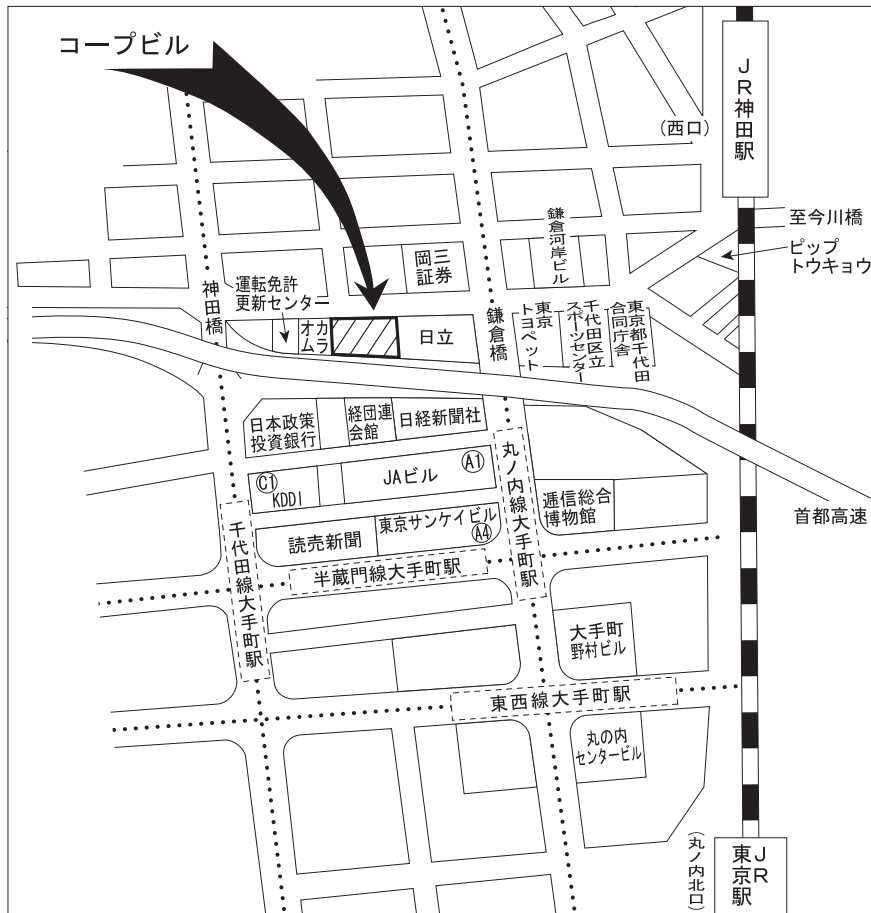 コープビル
JR神田駅
(西口)
至今川橋
ピップ
トウキョウ
鎌倉河岸ビル
岡三
証券
神田橋
運転免許
更新センター
オカ
ムラ
日立
鎌倉橋
東京
トヨペット
千代田区立
スポーツセンター
東京都千代田
合同庁舎
日本政策
投資銀行
経団連
会館
日経新聞社
C1
KDDI
JAビル
A1
丸ノ内線大手町駅
逓信総合
博物館
首都高速
千代田線大手町駅
読売新聞
東京サンケイビル
A4
半蔵門線大手町駅
大手町
野村ビル
東西線大手町駅
丸の内
センタービル
(丸ノ内北口)
JR
東京駅